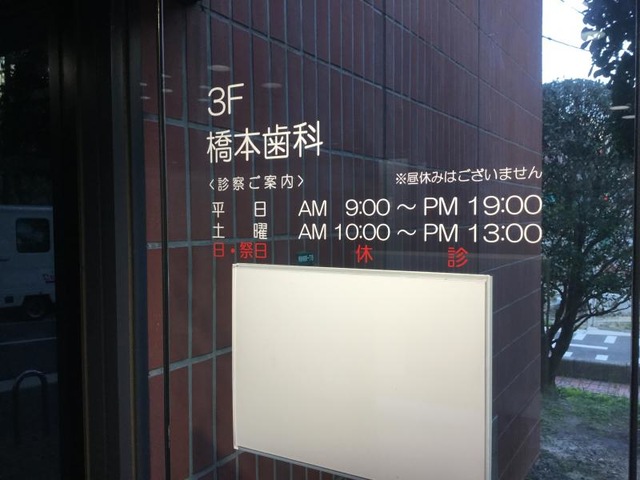 3F
橋本歯科
〈診察ご案内〉 ※昼休みはございません
平 日 AM 9:00 ～ PM 19:00
土 曜 AM 10:00 ～ PM 13:00
日・祭日 休 診